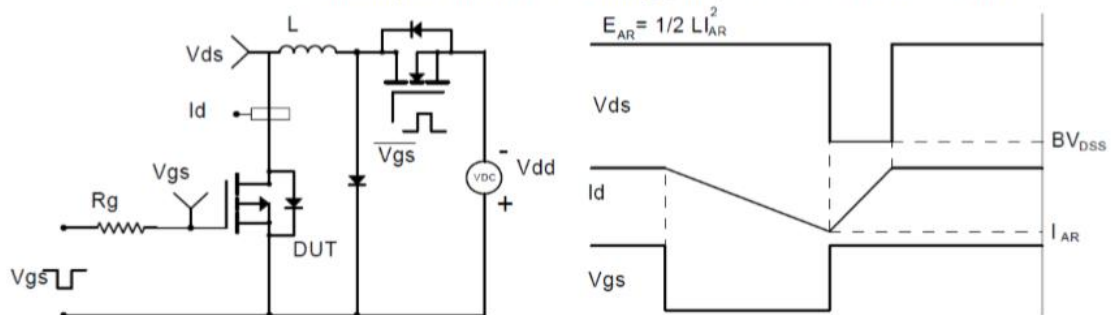 L
Vds
Id
Vgs
Rg
Vgs
DUT
Vgs
VDC
-
+
Vdd
E_AR = 1/2 LI_AR^2
Vds
BV_DSS
Id
I_AR
Vgs